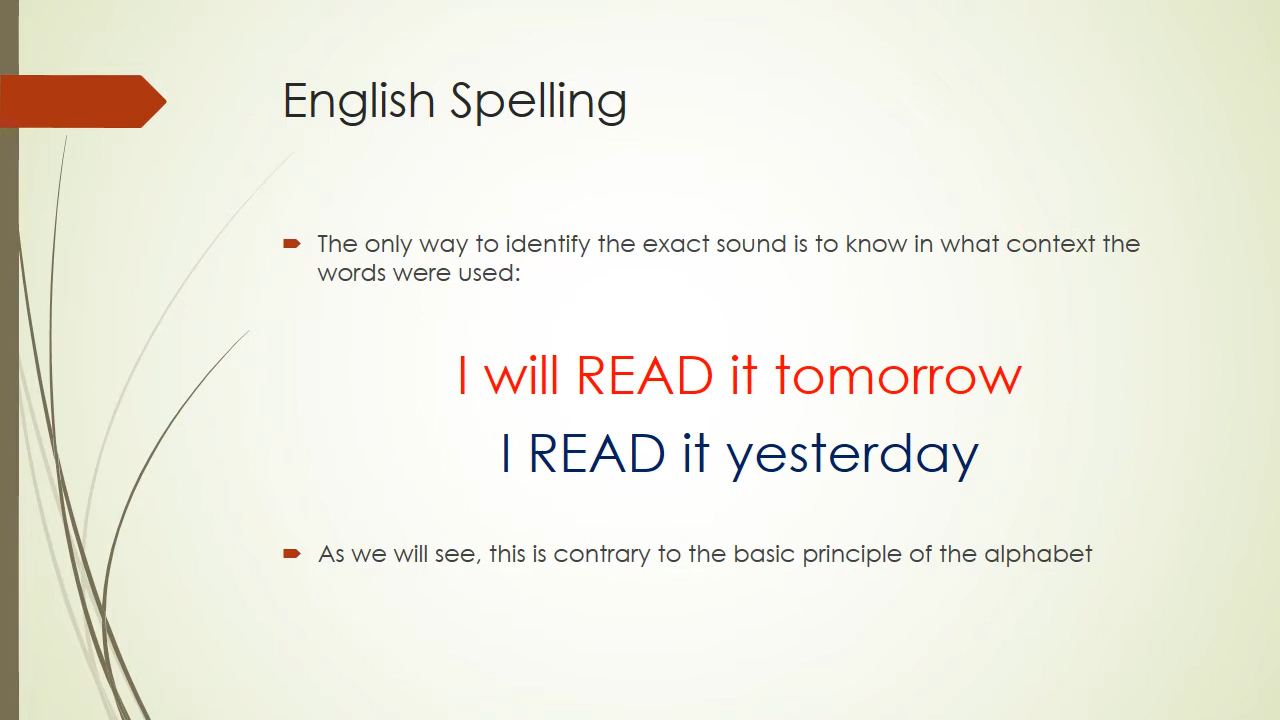 English Spelling
The only way to identify the exact sound is to know in what context the
words were used:
I will READ it tomorrow
I READ it yesterday
As we will see, this is contrary to the basic principle of the alphabet